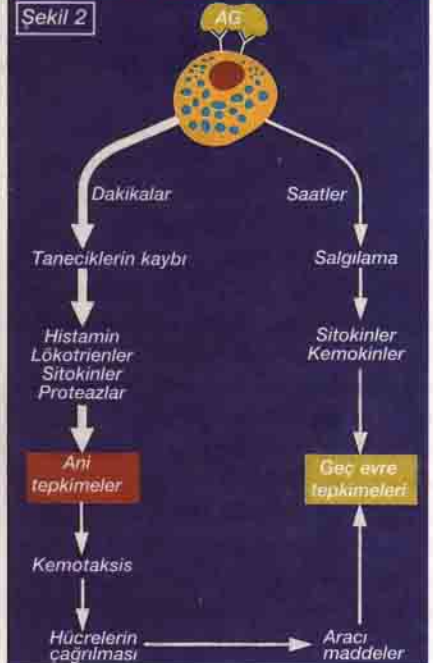 Şekil 2
AG
Dakikalar
Saatler
Taneciklerin kaybı
Salgılama
Histamin
Lökotrienler
Sitokinler
Proteazlar
Sitokinler
Kemokinler
Ani
tepkimeler
Geç evre
tepkimeleri
Kemotaksis
Hücrelerin
çağrılması
Aracı
maddeler